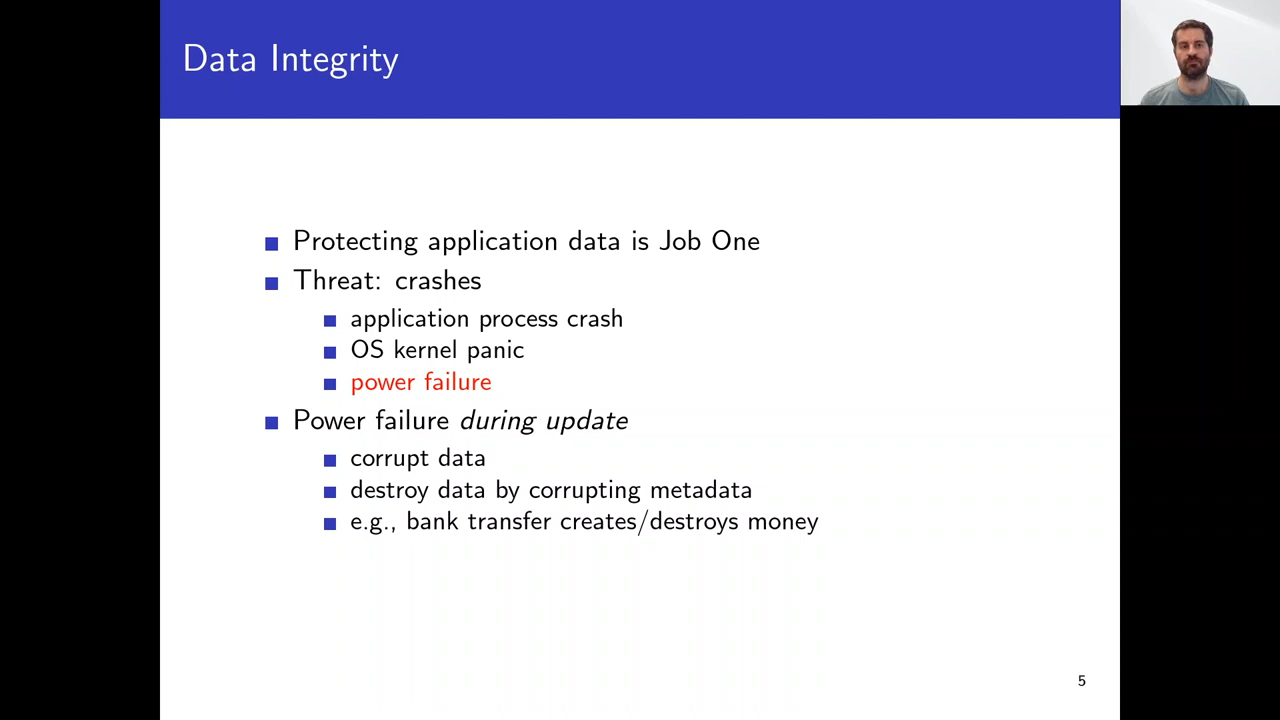 Data Integrity
Protecting application data is Job One
Threat: crashes
application process crash
OS kernel panic
power failure
Power failure during update
corrupt data
destroy data by corrupting metadata
e.g., bank transfer creates/destroys money
5